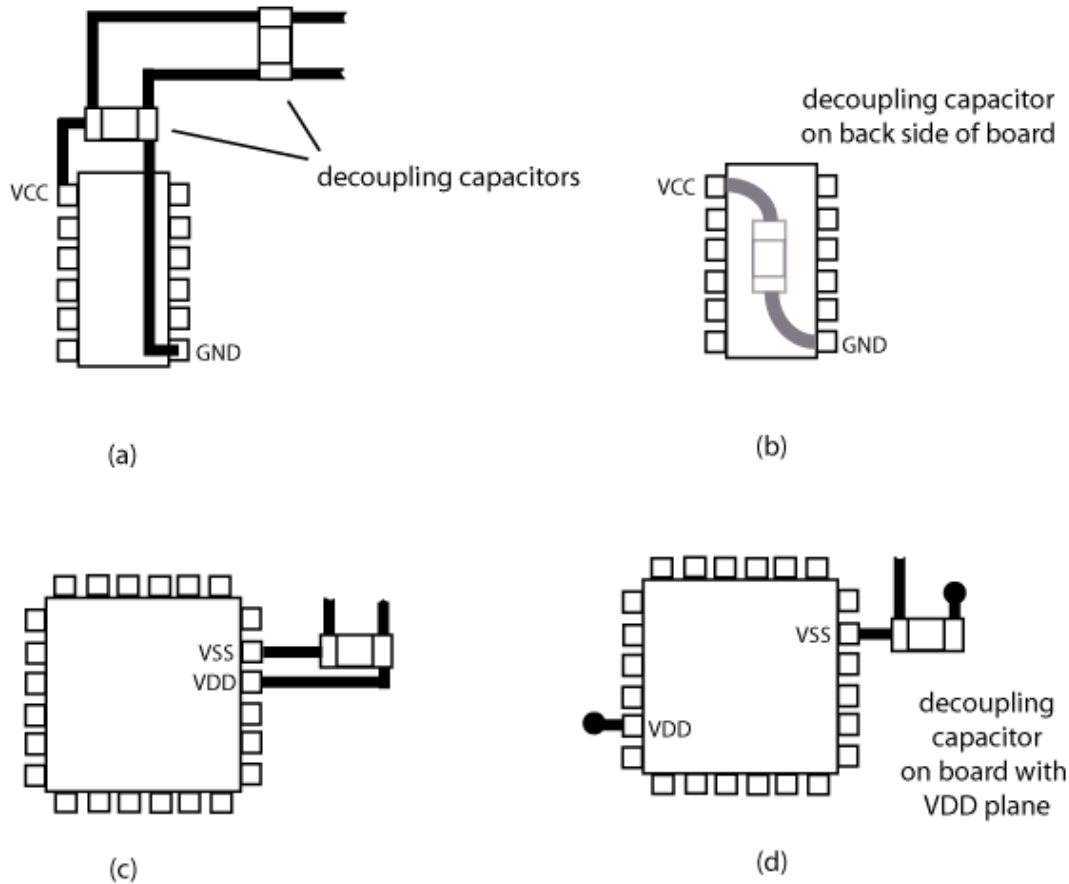 decoupling capacitors
VCC
GND
(a)
decoupling capacitor
on back side of board
VCC
GND
(b)
VSS
VDD
(c)
VSS
VDD
decoupling
capacitor
on board with
VDD plane
(d)